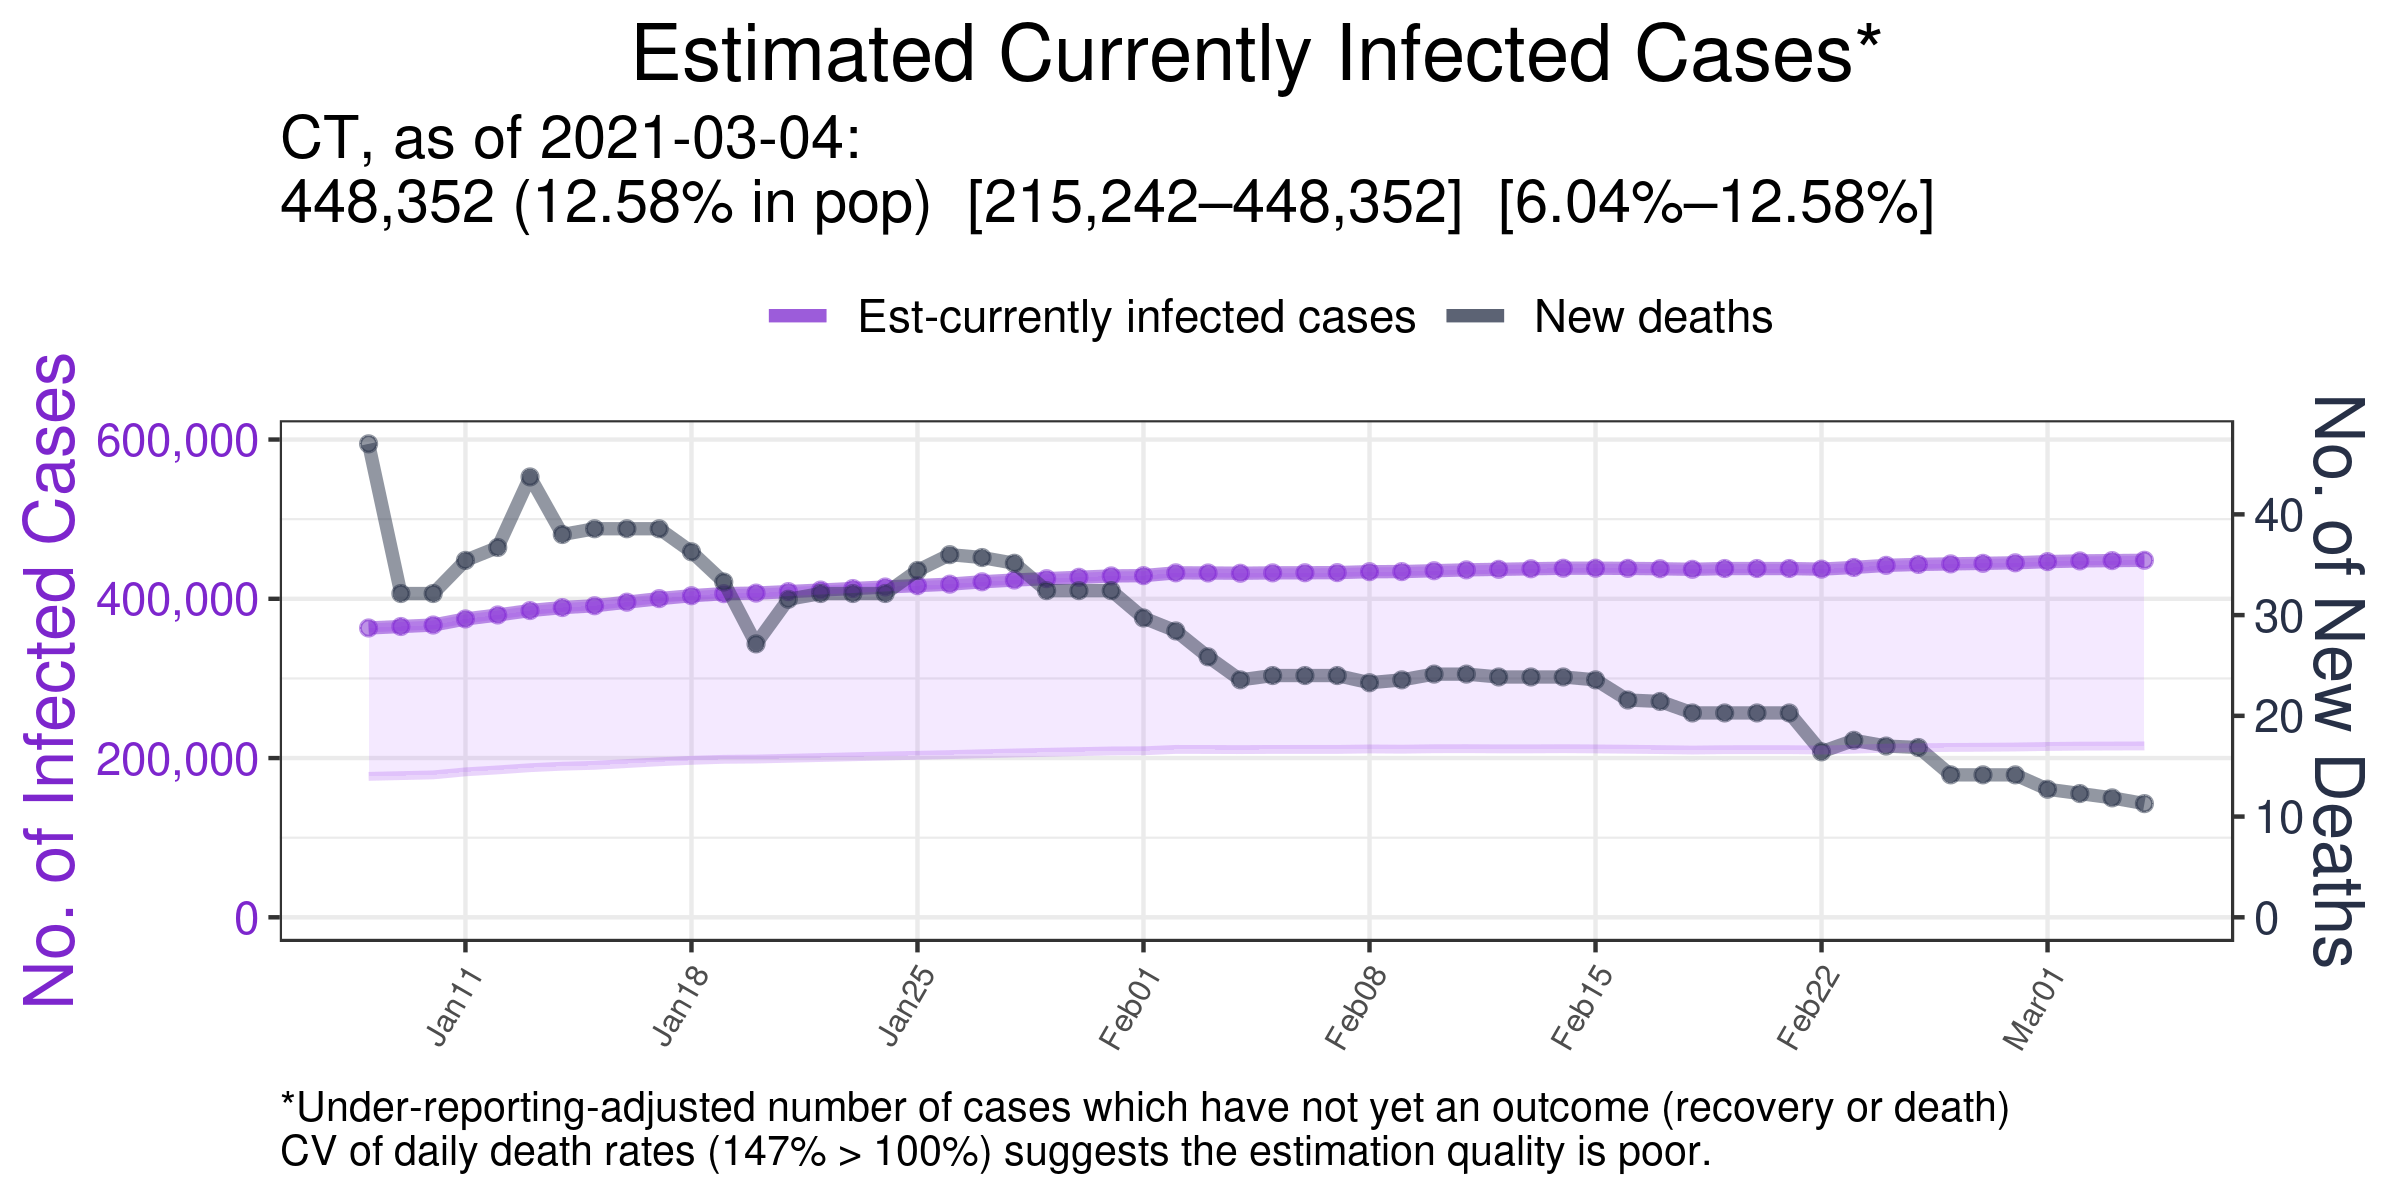 Estimated Currently Infected Cases*
CT, as of 2021-03-04:
448,352 (12.58% in pop)  [215,242–448,352]  [6.04%–12.58%]
Est-currently infected cases
New deaths
No. of Infected Cases
600,000
400,000
200,000
0
40
30
20
10
0
No. of New Deaths
Jan11
Jan18
Jan25
Feb01
Feb08
Feb15
Feb22
Mar01
*Under-reporting-adjusted number of cases which have not yet an outcome (recovery or death)
CV of daily death rates (147% > 100%) suggests the estimation quality is poor.